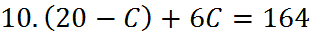 10. (20 − C) + 6C = 164